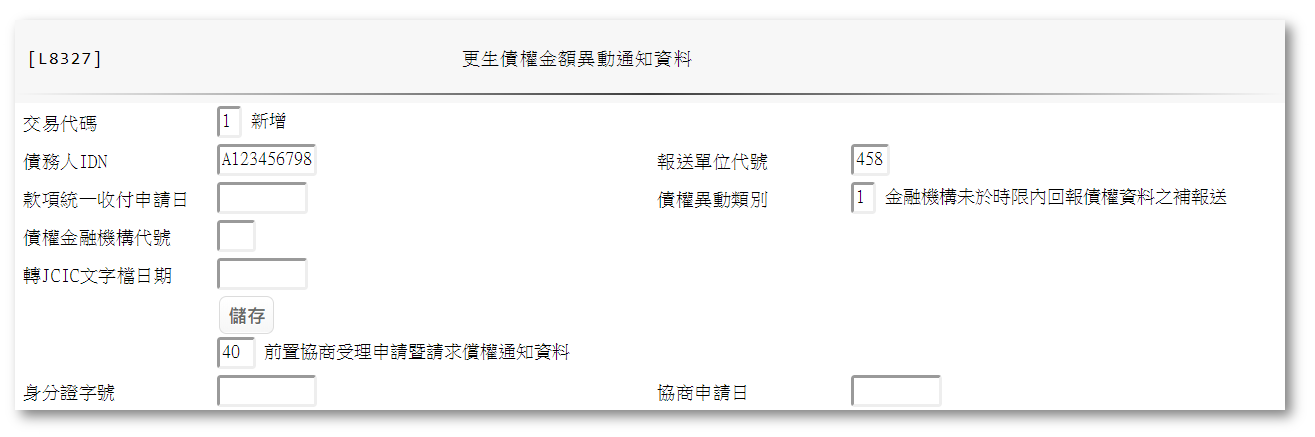 [L8327] 更生債權金額異動通知資料
交易代碼 1 新增
債務人IDN A123456798 報送單位代號 458
款項統一收付申請日 債權異動類別 1 金融機構未於時限內回報債權資料之補報送
債權金融機構代號
轉JCIC文字檔日期
儲存
40 前置協商受理申請暨請求償權通知資料
身分證字號 協商申請日